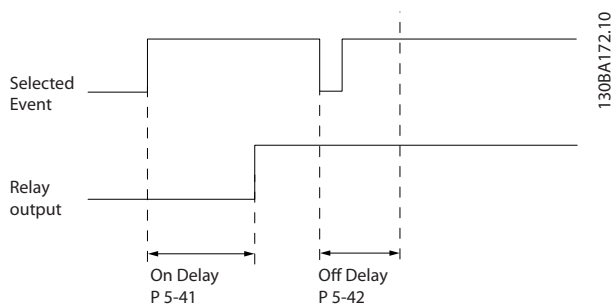 130BA172.10
Selected
Event
Relay
output
On Delay
P 5-41
Off Delay
P 5-42